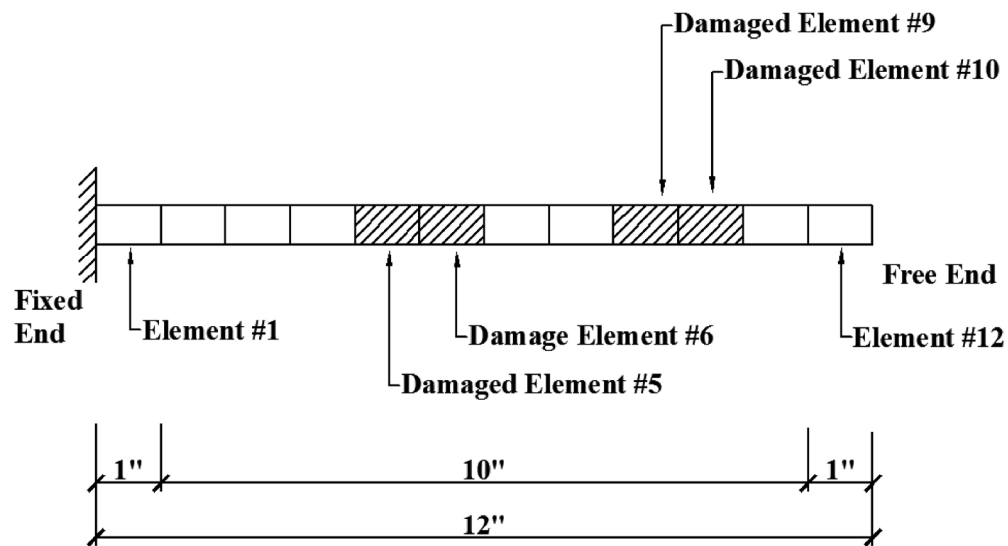 Damaged Element #9
Damaged Element #10
Fixed
End
Free End
Element #1
Damage Element #6
Element #12
Damaged Element #5
1"
10"
1"
12"